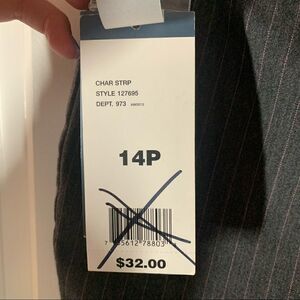 CHAR STRP
STYLE 127695
DEPT. 973
14P
$32.00